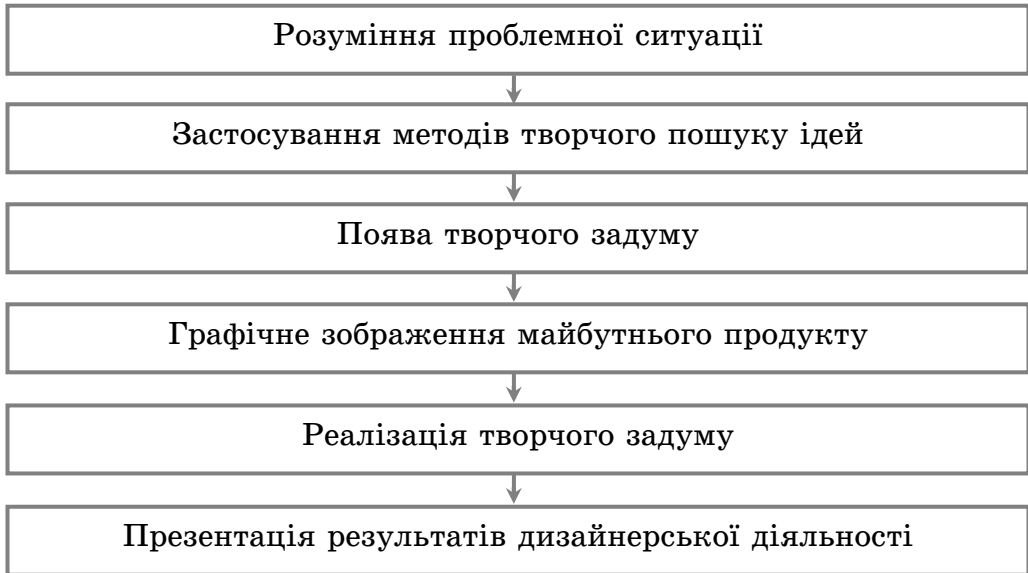 Розуміння проблемної ситуації
Застосування методів творчого пошуку ідей
Поява творчого задуму
Графічне зображення майбутнього продукту
Реалізація творчого задуму
Презентація результатів дизайнерської діяльності